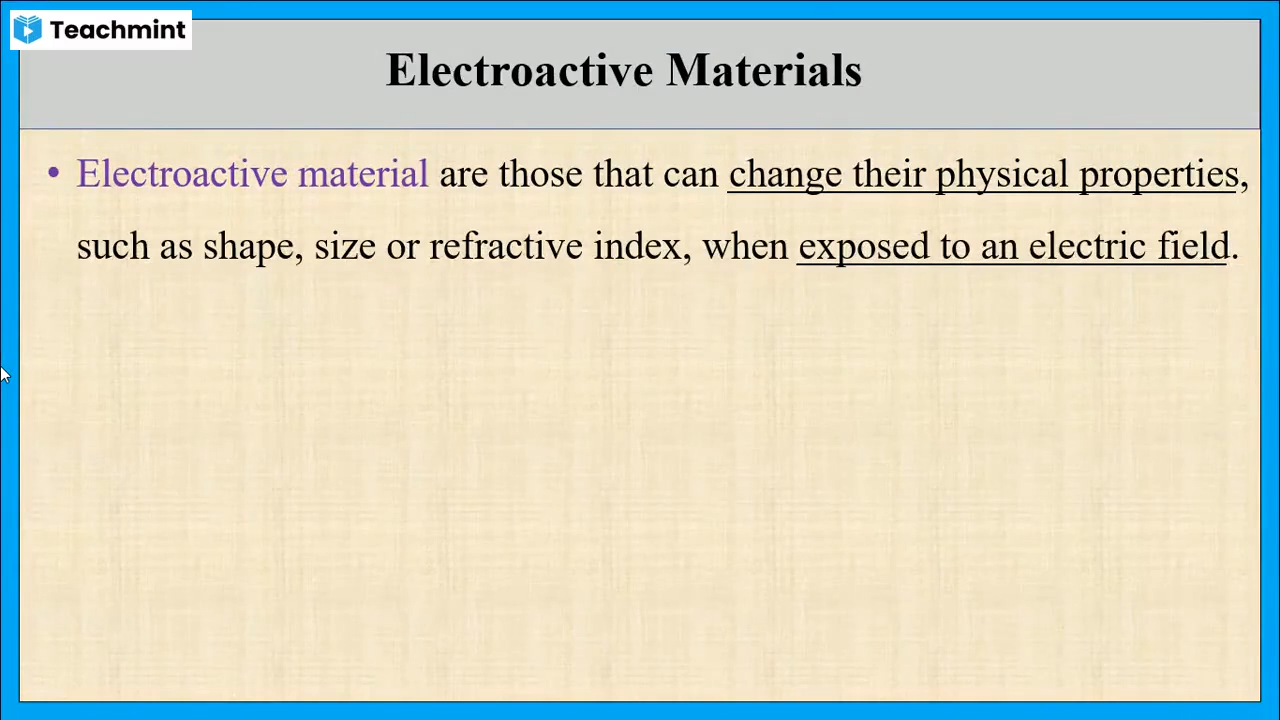 Teachmint
Electroactive Materials
• Electroactive material are those that can change their physical properties,
such as shape, size or refractive index, when exposed to an electric field.